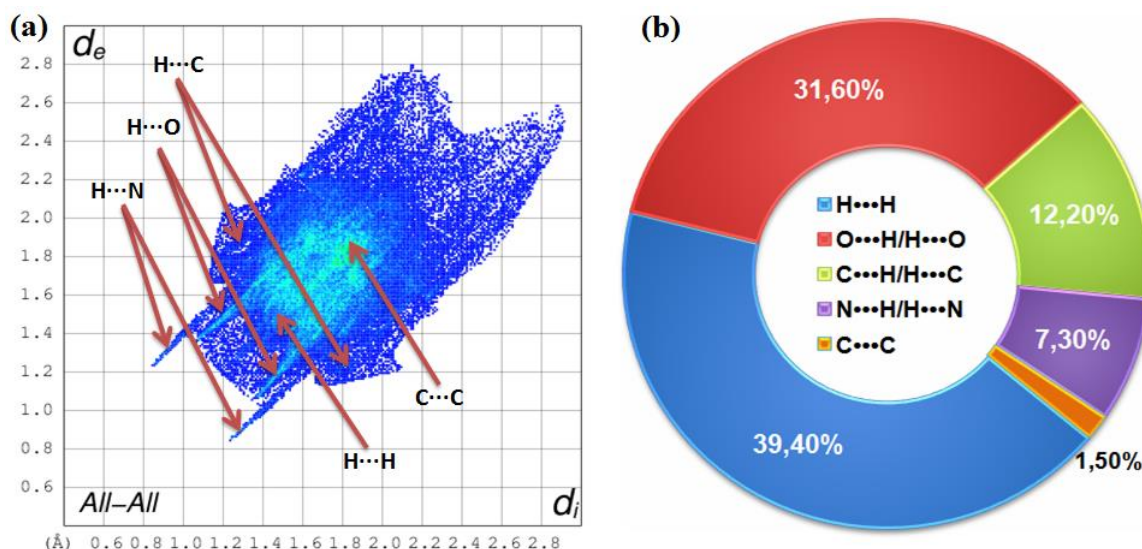 (a)
dₑ
2.8
2.6
2.4
2.2
2.0
1.8
1.6
1.4
1.2
1.0
0.8
0.6
H···C
H···O
H···N
C···C
H···H
All–All
dᵢ
(Å) 0.6 0.8 1.0 1.2 1.4 1.6 1.8 2.0 2.2 2.4 2.6 2.8
(b)
31,60%
12,20%
7,30%
1,50%
39,40%
H•••H
O•••H/H•••O
C•••H/H•••C
N•••H/H•••N
C•••C